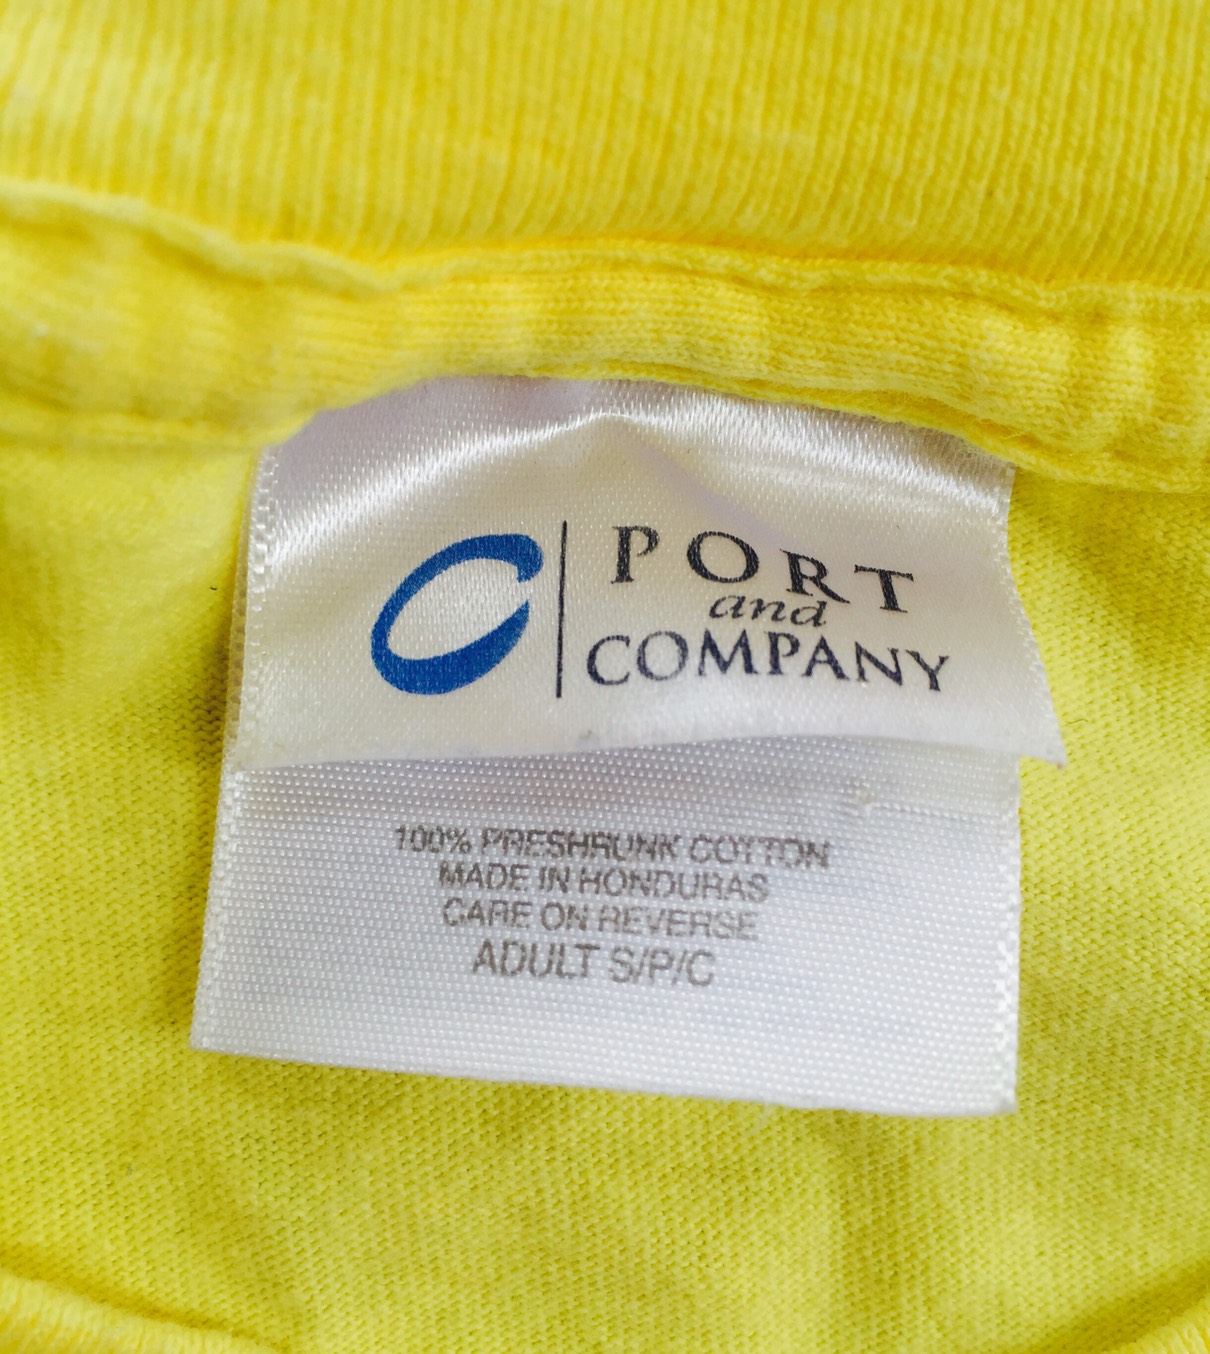 PORT
and
COMPANY
100% PRESHRUNK COTTON
MADE IN HONDURAS
CARE ON REVERSE
ADULT S/P/C